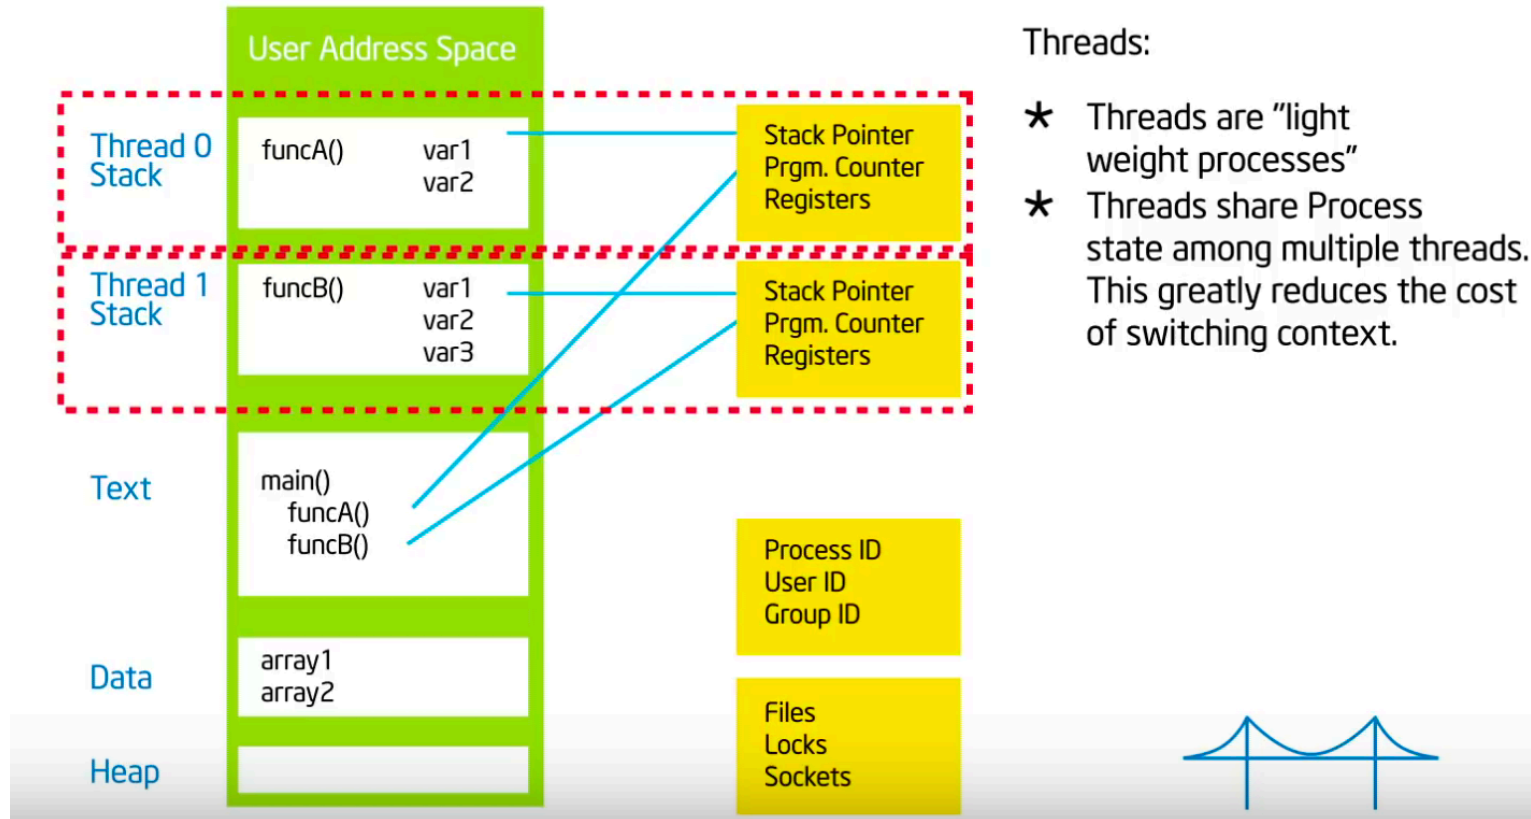 User Address Space
Thread 0
Stack
funcA()
var1
var2
Stack Pointer
Prgm. Counter
Registers
Thread 1
Stack
funcB()
var1
var2
var3
Stack Pointer
Prgm. Counter
Registers
Text
main()
funcA()
funcB()
Process ID
User ID
Group ID
Data
array1
array2
Files
Locks
Sockets
Heap
Threads:
* Threads are "light
weight processes"
* Threads share Process
state among multiple threads.
This greatly reduces the cost
of switching context.